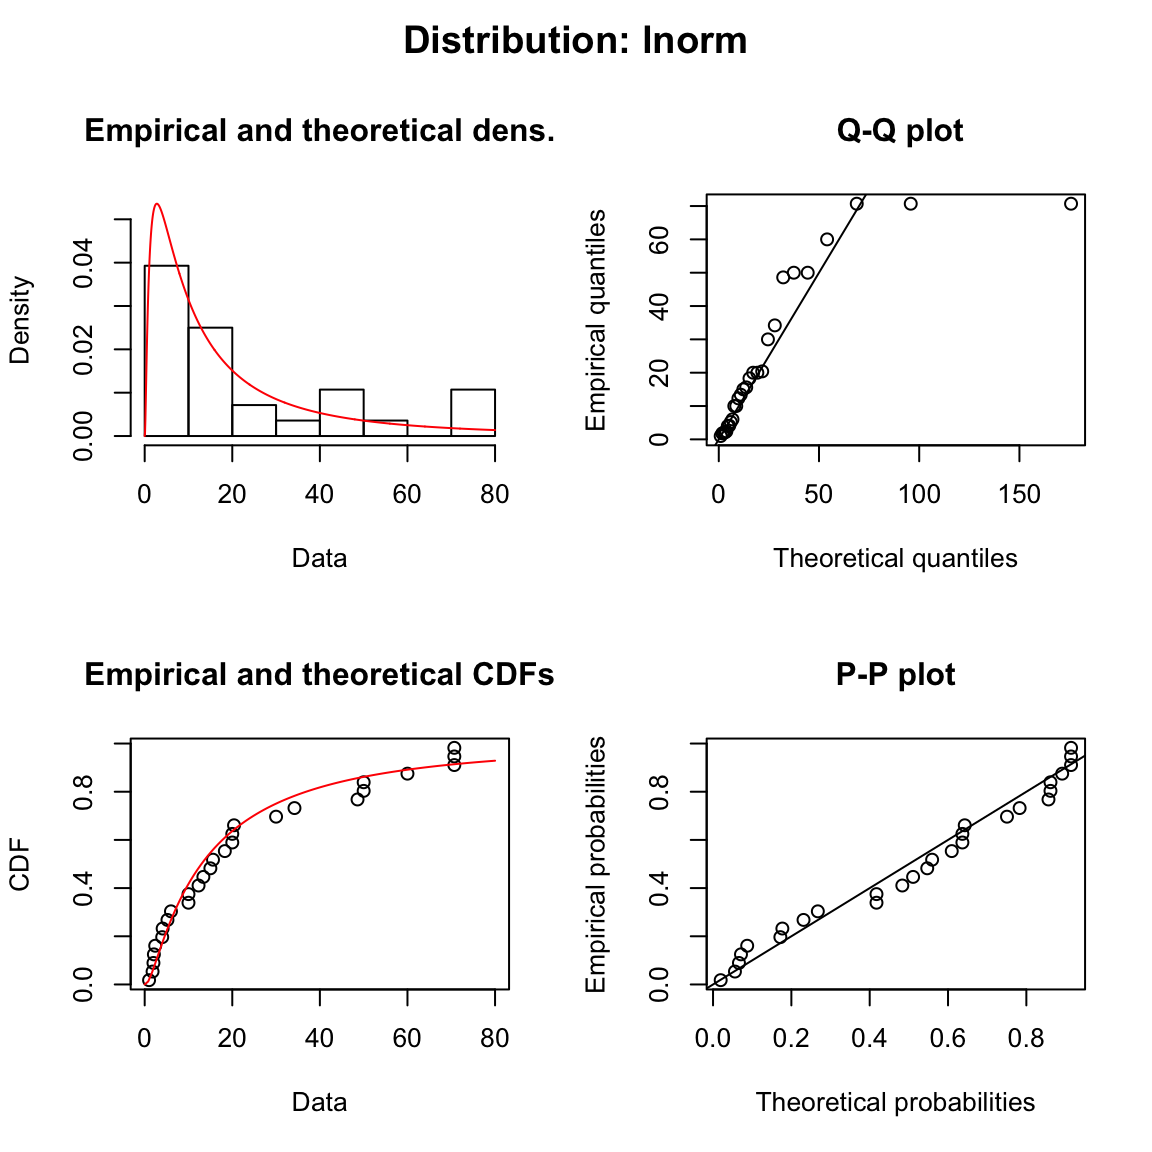 Distribution: lnorm
Empirical and theoretical dens.
Density
0.00 0.02 0.04
0 20 40 60 80
Data
Q-Q plot
Empirical quantiles
0 20 40 60
0 50 100 150
Theoretical quantiles
Empirical and theoretical CDFs
CDF
0.0 0.4 0.8
0 20 40 60 80
Data
P-P plot
Empirical probabilities
0.0 0.4 0.8
0.0 0.2 0.4 0.6 0.8
Theoretical probabilities